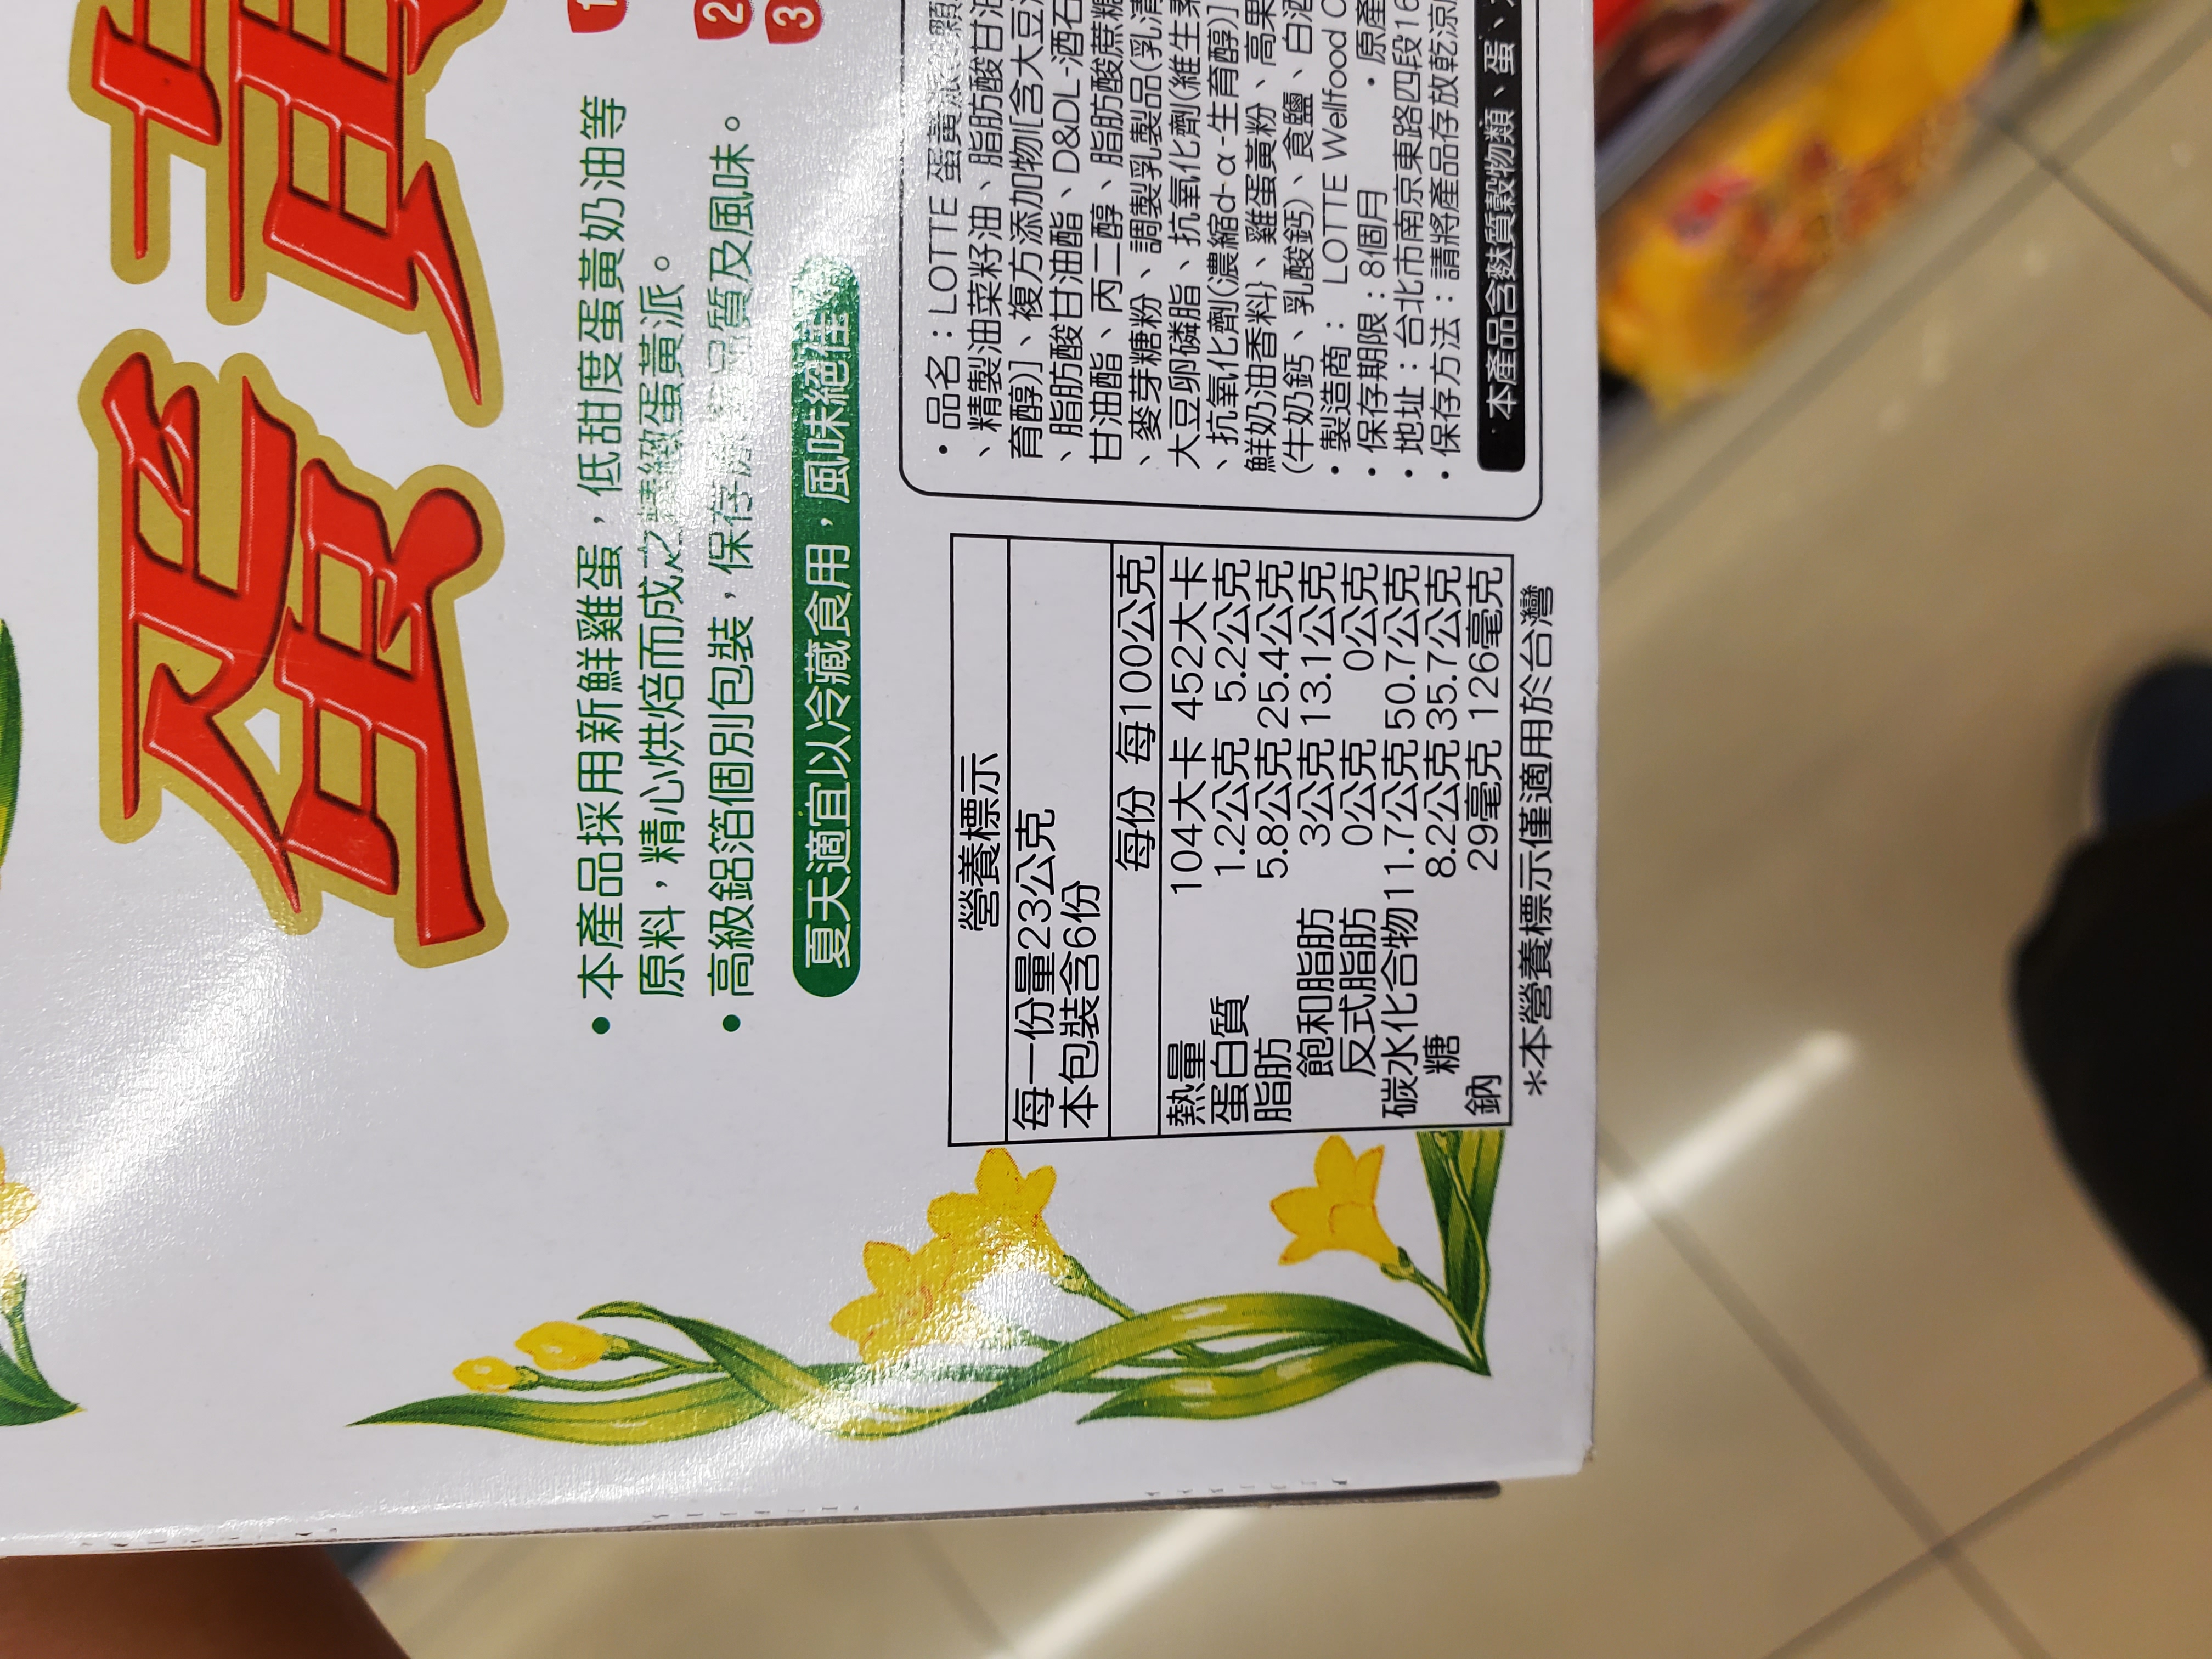 蛋黃
• 本產品採用新鮮雞蛋，低甜度蛋黃奶油等
原料，精心烘焙而成之精緻蛋黃派。
• 高級鋁箔個別包裝，保存品質及風味。
夏天適宜以冷藏食用，風味絕佳
1
2
3
營養標示
每一份量23公克
本包裝含6份
每份 每100公克
熱量 104大卡 452大卡
蛋白質 1.2公克 5.2公克
脂肪 5.8公克 25.4公克
飽和脂肪 3公克 13.1公克
反式脂肪 0公克 0公克
碳水化合物 11.7公克 50.7公克
糖 8.2公克 35.7公克
鈉 29毫克 126毫克
*本營養標示僅適用於台灣
• 品名：LOTTE 蛋黃派
、精製油菜籽油、脂肪酸甘油
育醇)]、複方添加物[含大豆
、脂肪酸甘油酯、D&DL-酒石
甘油酯、丙二醇、脂肪酸蔗糖
、麥芽糖粉、調製乳製品(乳清
大豆卵磷脂、抗氧化劑(維生素
、抗氧化劑(濃縮d-α-生育醇)]
鮮奶油香料}、雞蛋黃粉、高果
(牛奶鈣、乳酸鈣)、食鹽、白酒
• 製造商： LOTTE Wellfood C
• 保存期限：8個月 • 原產
• 地址：台北市南京東路四段16
• 保存方法：請將產品存放乾涼
本產品含麩質穀物類、蛋、